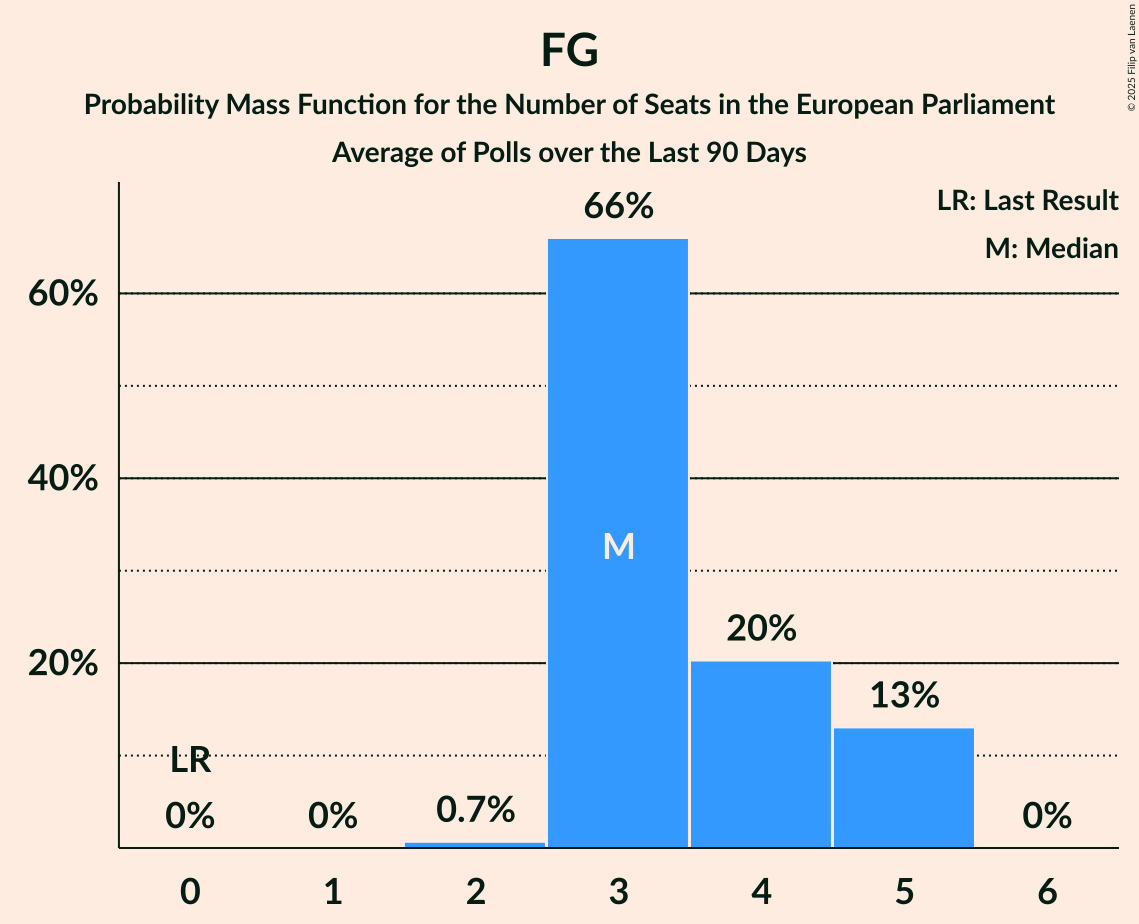 FG
Probability Mass Function for the Number of Seats in the European Parliament
Average of Polls over the Last 90 Days
© 2025 Filip van Laenen
LR: Last Result
M: Median
66%
60%
40%
M
20%
20%
13%
LR
0%
0%
0.7%
0%
0 1 2 3 4 5 6